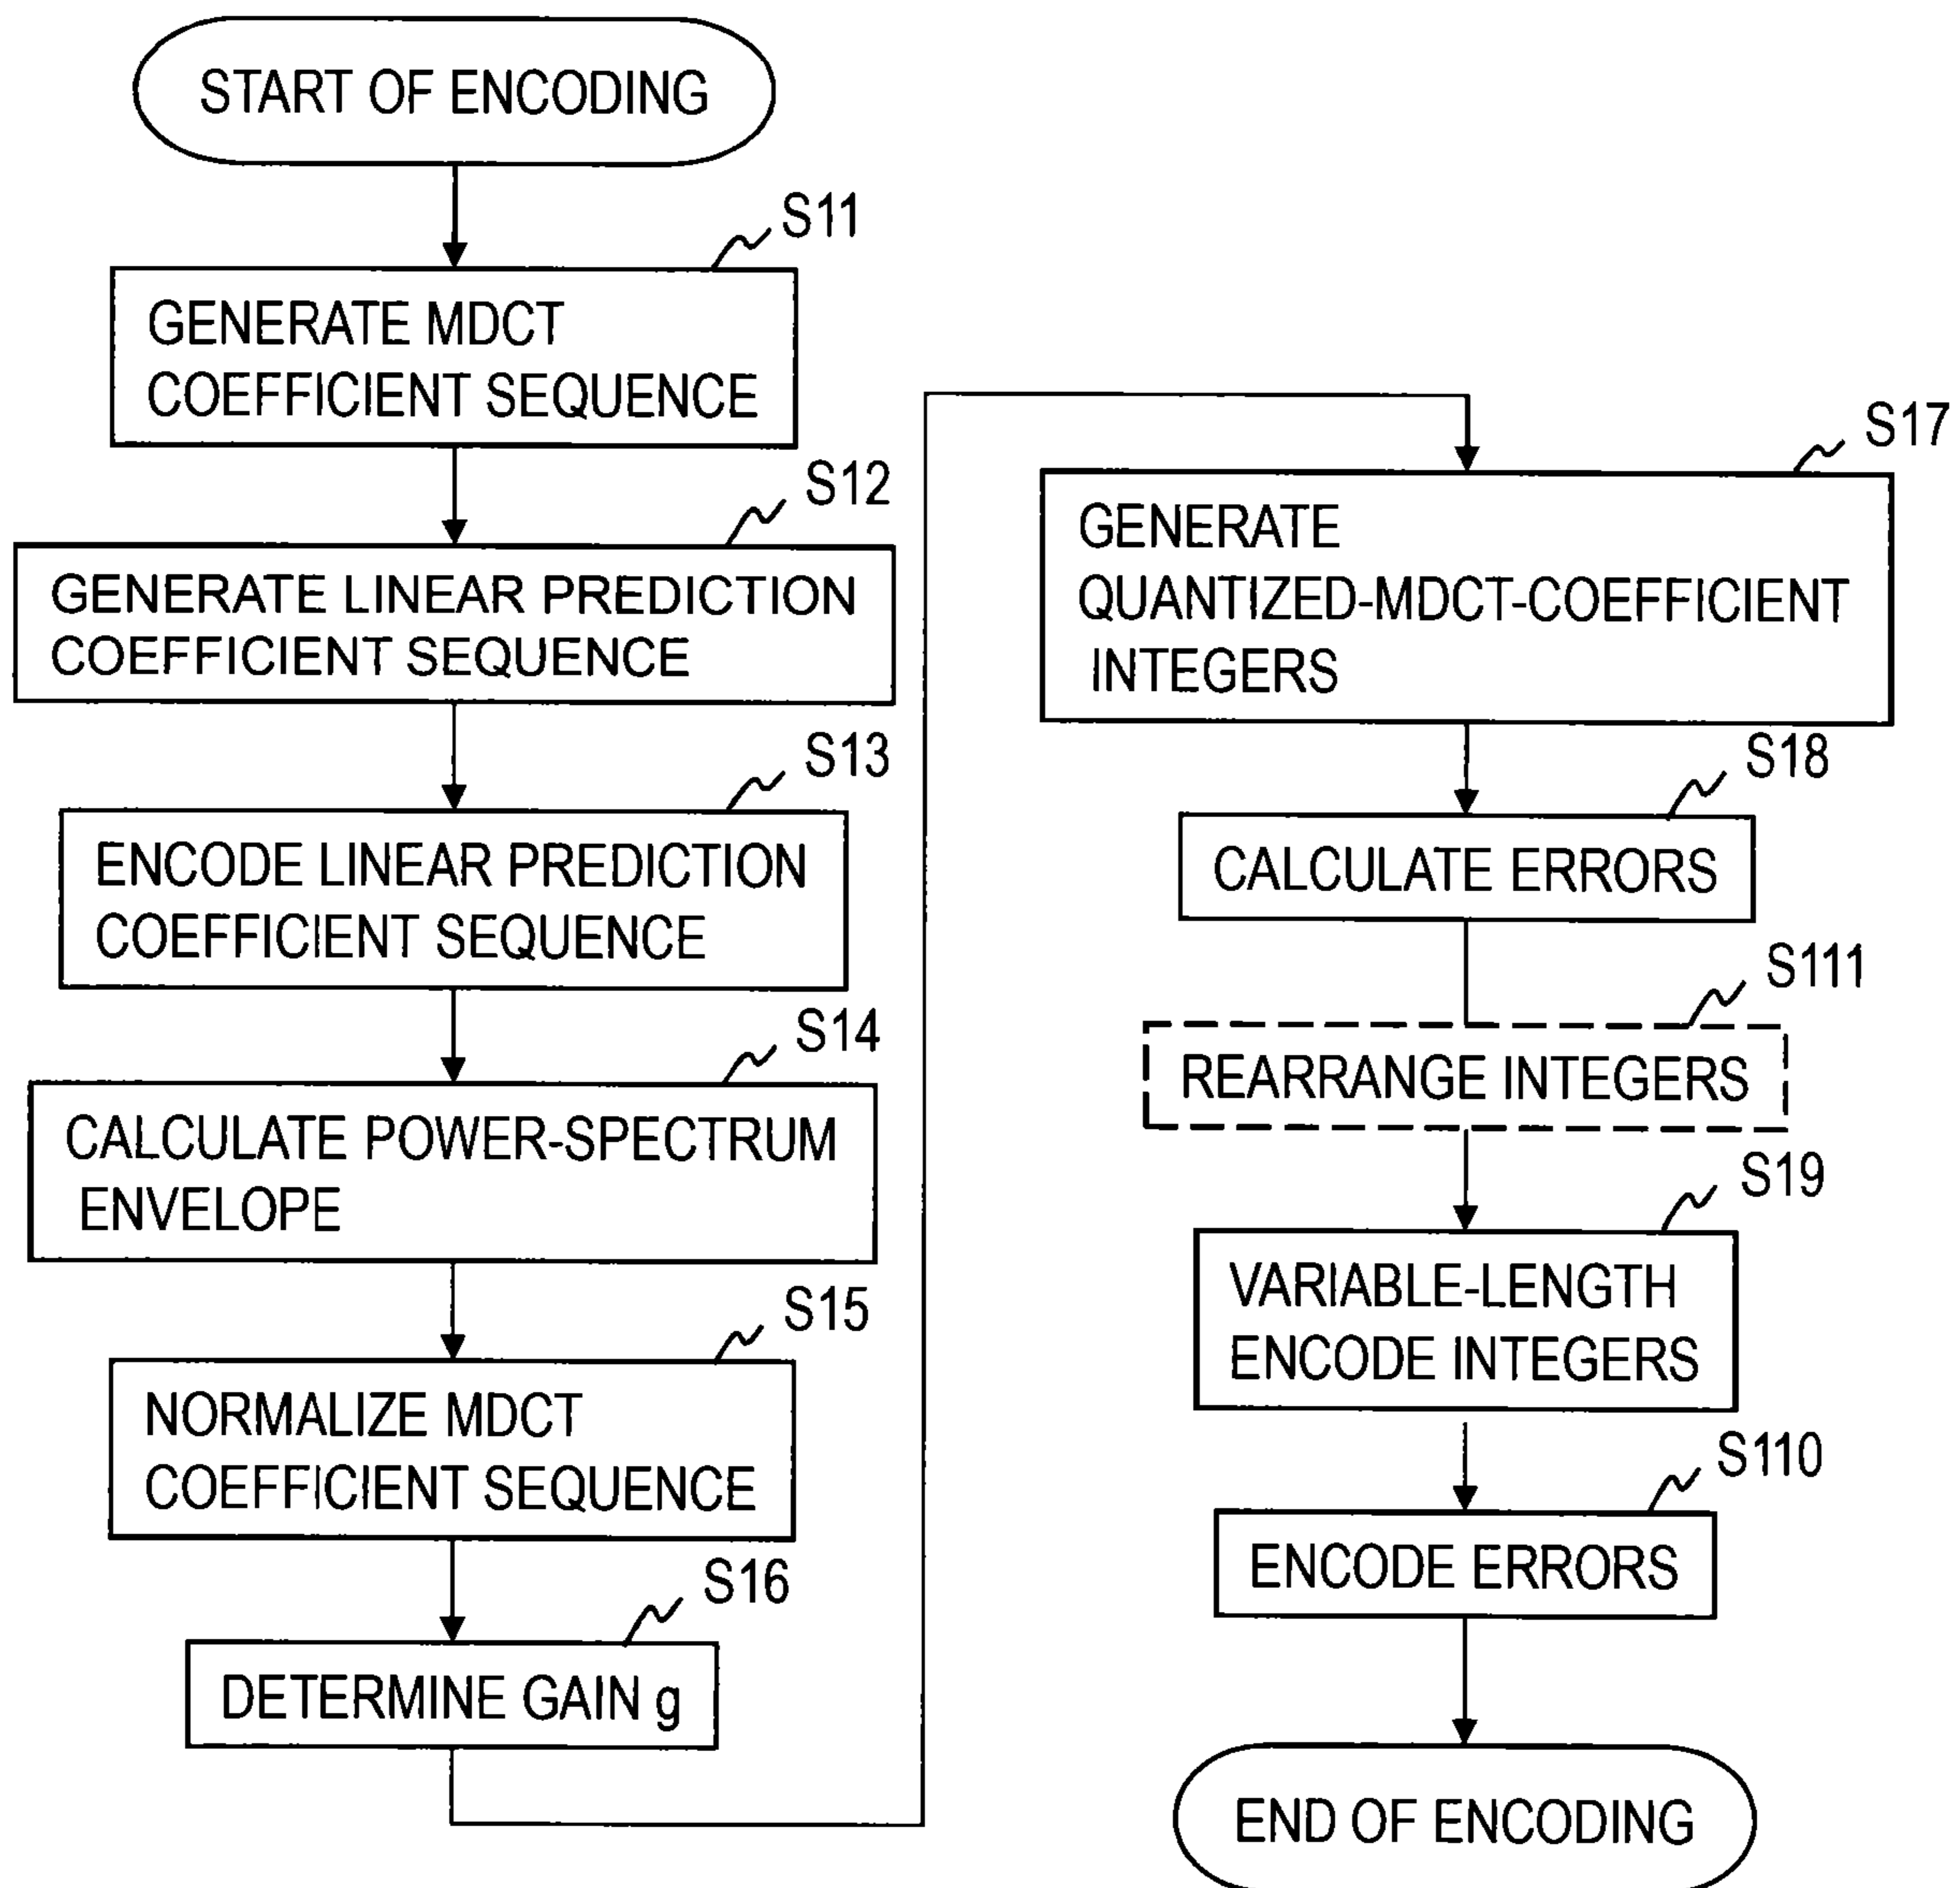 START OF ENCODING
S11
GENERATE MDCT
COEFFICIENT SEQUENCE
S12
GENERATE LINEAR PREDICTION
COEFFICIENT SEQUENCE
S13
ENCODE LINEAR PREDICTION
COEFFICIENT SEQUENCE
S14
CALCULATE POWER-SPECTRUM
ENVELOPE
S15
NORMALIZE MDCT
COEFFICIENT SEQUENCE
S16
DETERMINE GAIN g
S17
GENERATE
QUANTIZED-MDCT-COEFFICIENT
INTEGERS
S18
CALCULATE ERRORS
S111
REARRANGE INTEGERS
S19
VARIABLE-LENGTH
ENCODE INTEGERS
S110
ENCODE ERRORS
END OF ENCODING